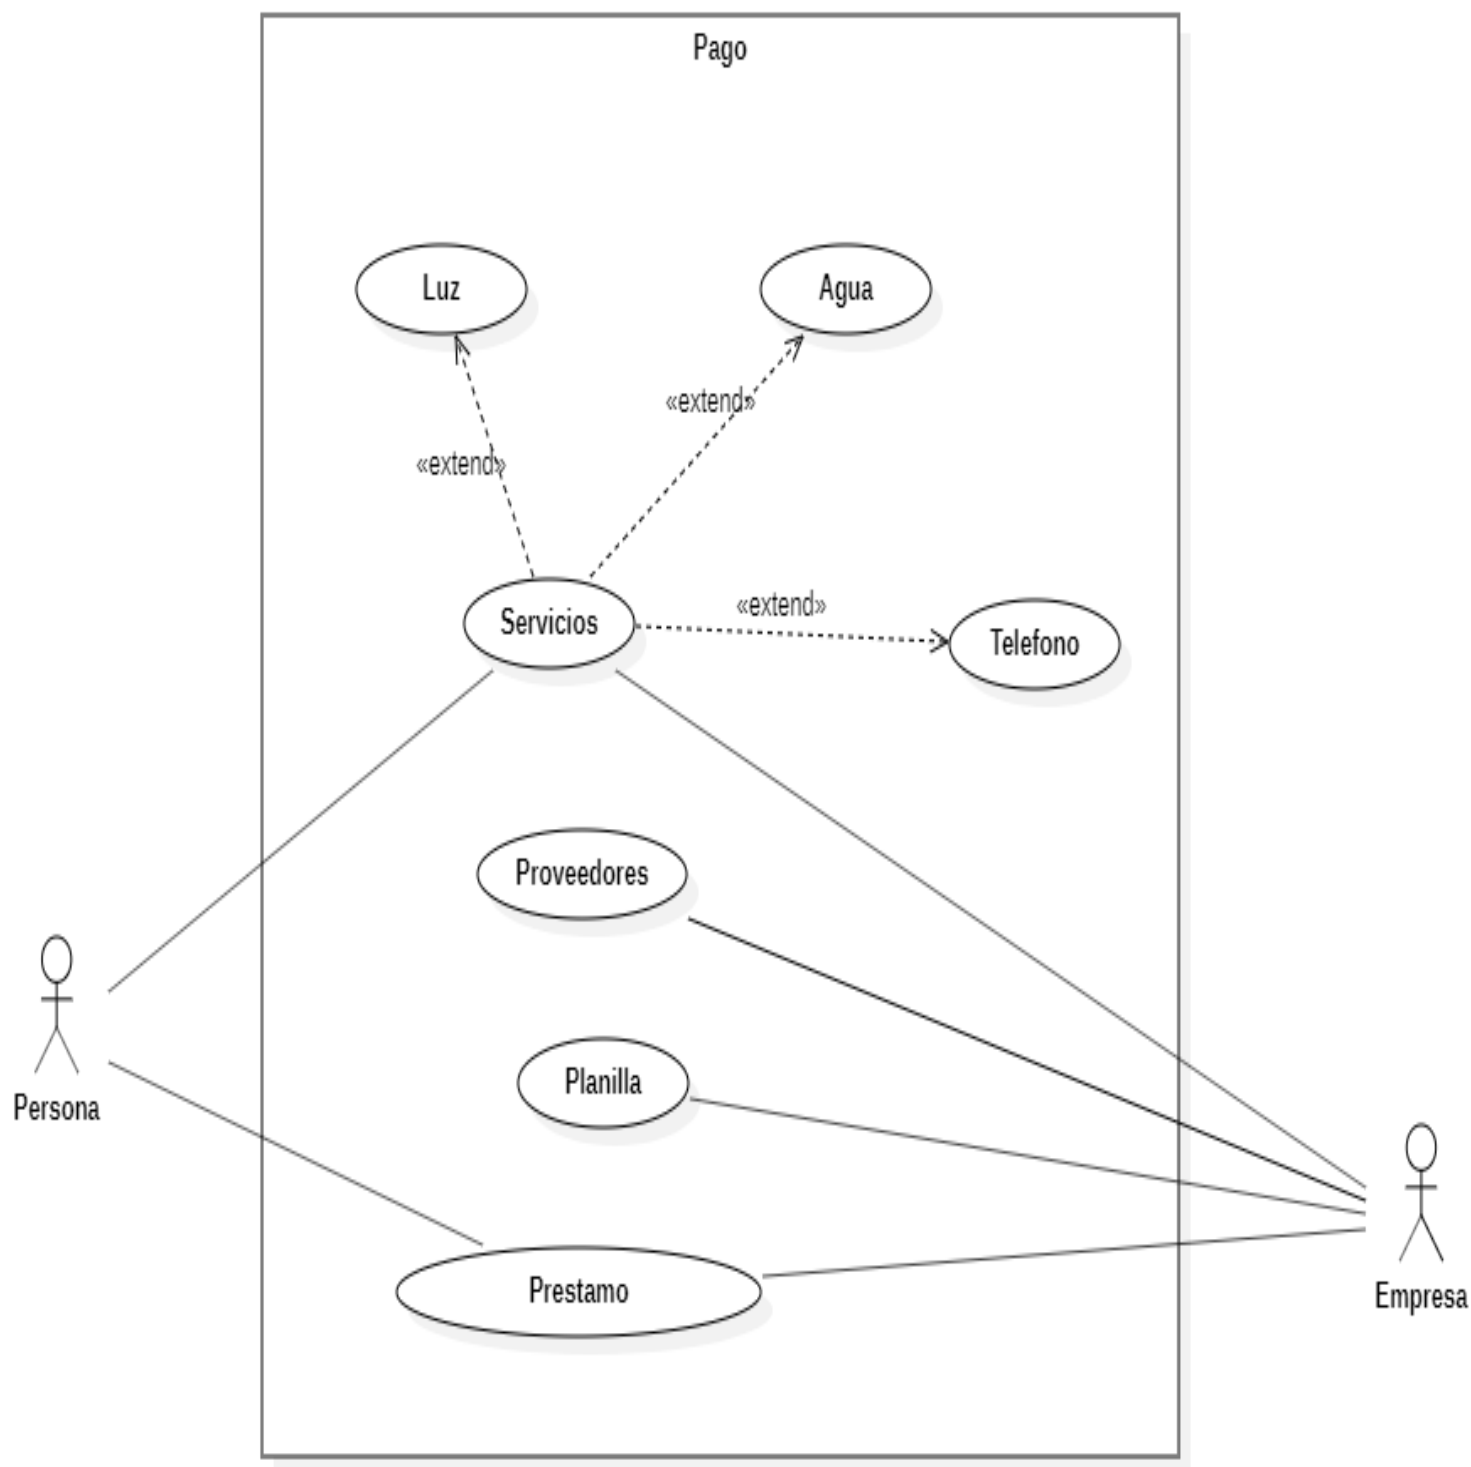 Pago
Luz
Agua
«extend»
«extend»
«extend»
Servicios
Telefono
Proveedores
Planilla
Persona
Prestamo
Empresa